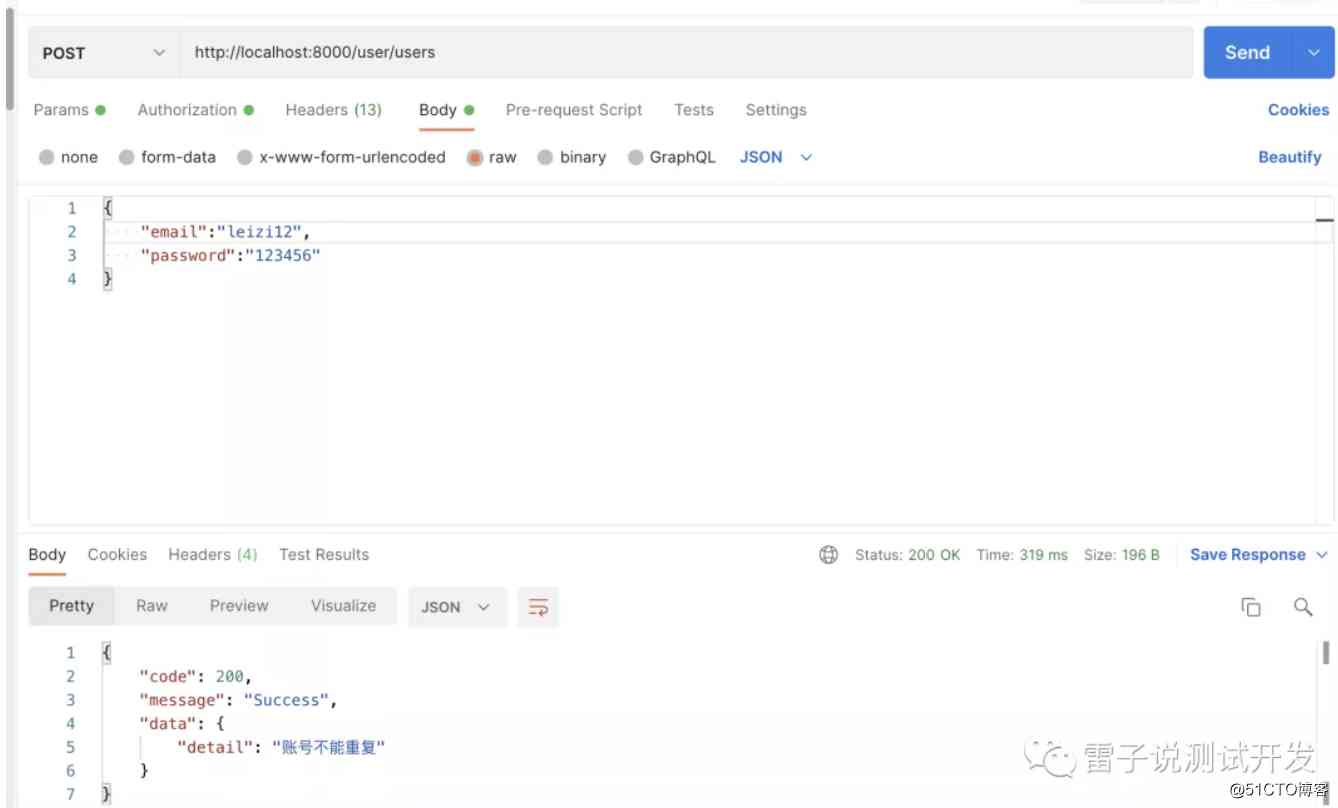 POST http://localhost:8000/user/users Send
Params Authorization Headers (13) Body Pre-request Script Tests Settings Cookies
none form-data x-www-form-urlencoded raw binary GraphQL JSON Beautify
1 {
2 "email":"leizi12",
3 "password":"123456"
4 }
Body Cookies Headers (4) Test Results Status: 200 OK Time: 319 ms Size: 196 B Save Response
Pretty Raw Preview Visualize JSON
1 {
2 "code": 200,
3 "message": "Success",
4 "data": {
5 "detail": "账号不能重复"
6 }
7 }
雷子说测试开发
@51CTO博客